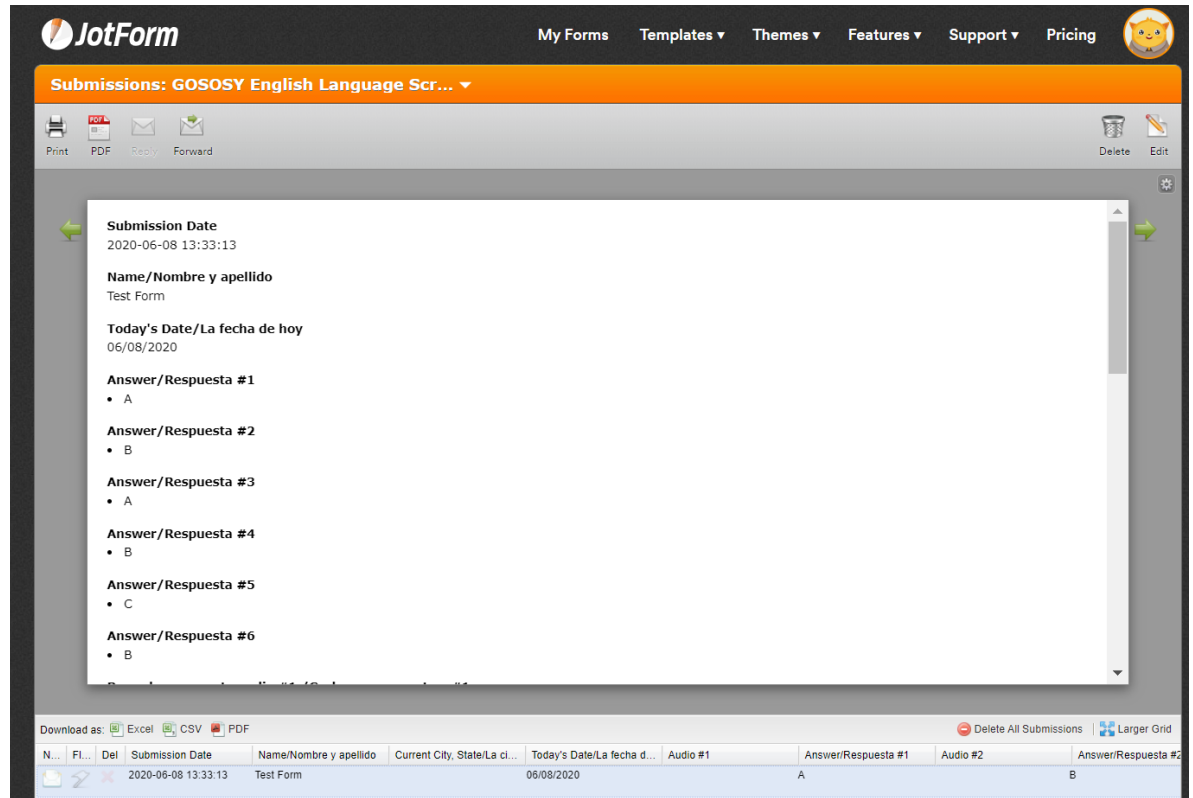 JotForm My Forms Templates ▾ Themes ▾ Features ▾ Support ▾ Pricing
Submissions: GOSOSY English Language Scr... ▾
Print PDF Reply Forward Delete Edit
Submission Date
2020-06-08 13:33:13
Name/Nombre y apellido
Test Form
Today's Date/La fecha de hoy
06/08/2020
Answer/Respuesta #1
• A
Answer/Respuesta #2
• B
Answer/Respuesta #3
• A
Answer/Respuesta #4
• B
Answer/Respuesta #5
• C
Answer/Respuesta #6
• B
Download as: Excel CSV PDF Delete All Submissions Larger Grid
N... Fl... Del Submission Date Name/Nombre y apellido Current City, State/La ci... Today's Date/La fecha d... Audio #1 Answer/Respuesta #1 Audio #2 Answer/Respuesta #2
2020-06-08 13:33:13 Test Form 06/08/2020 A B